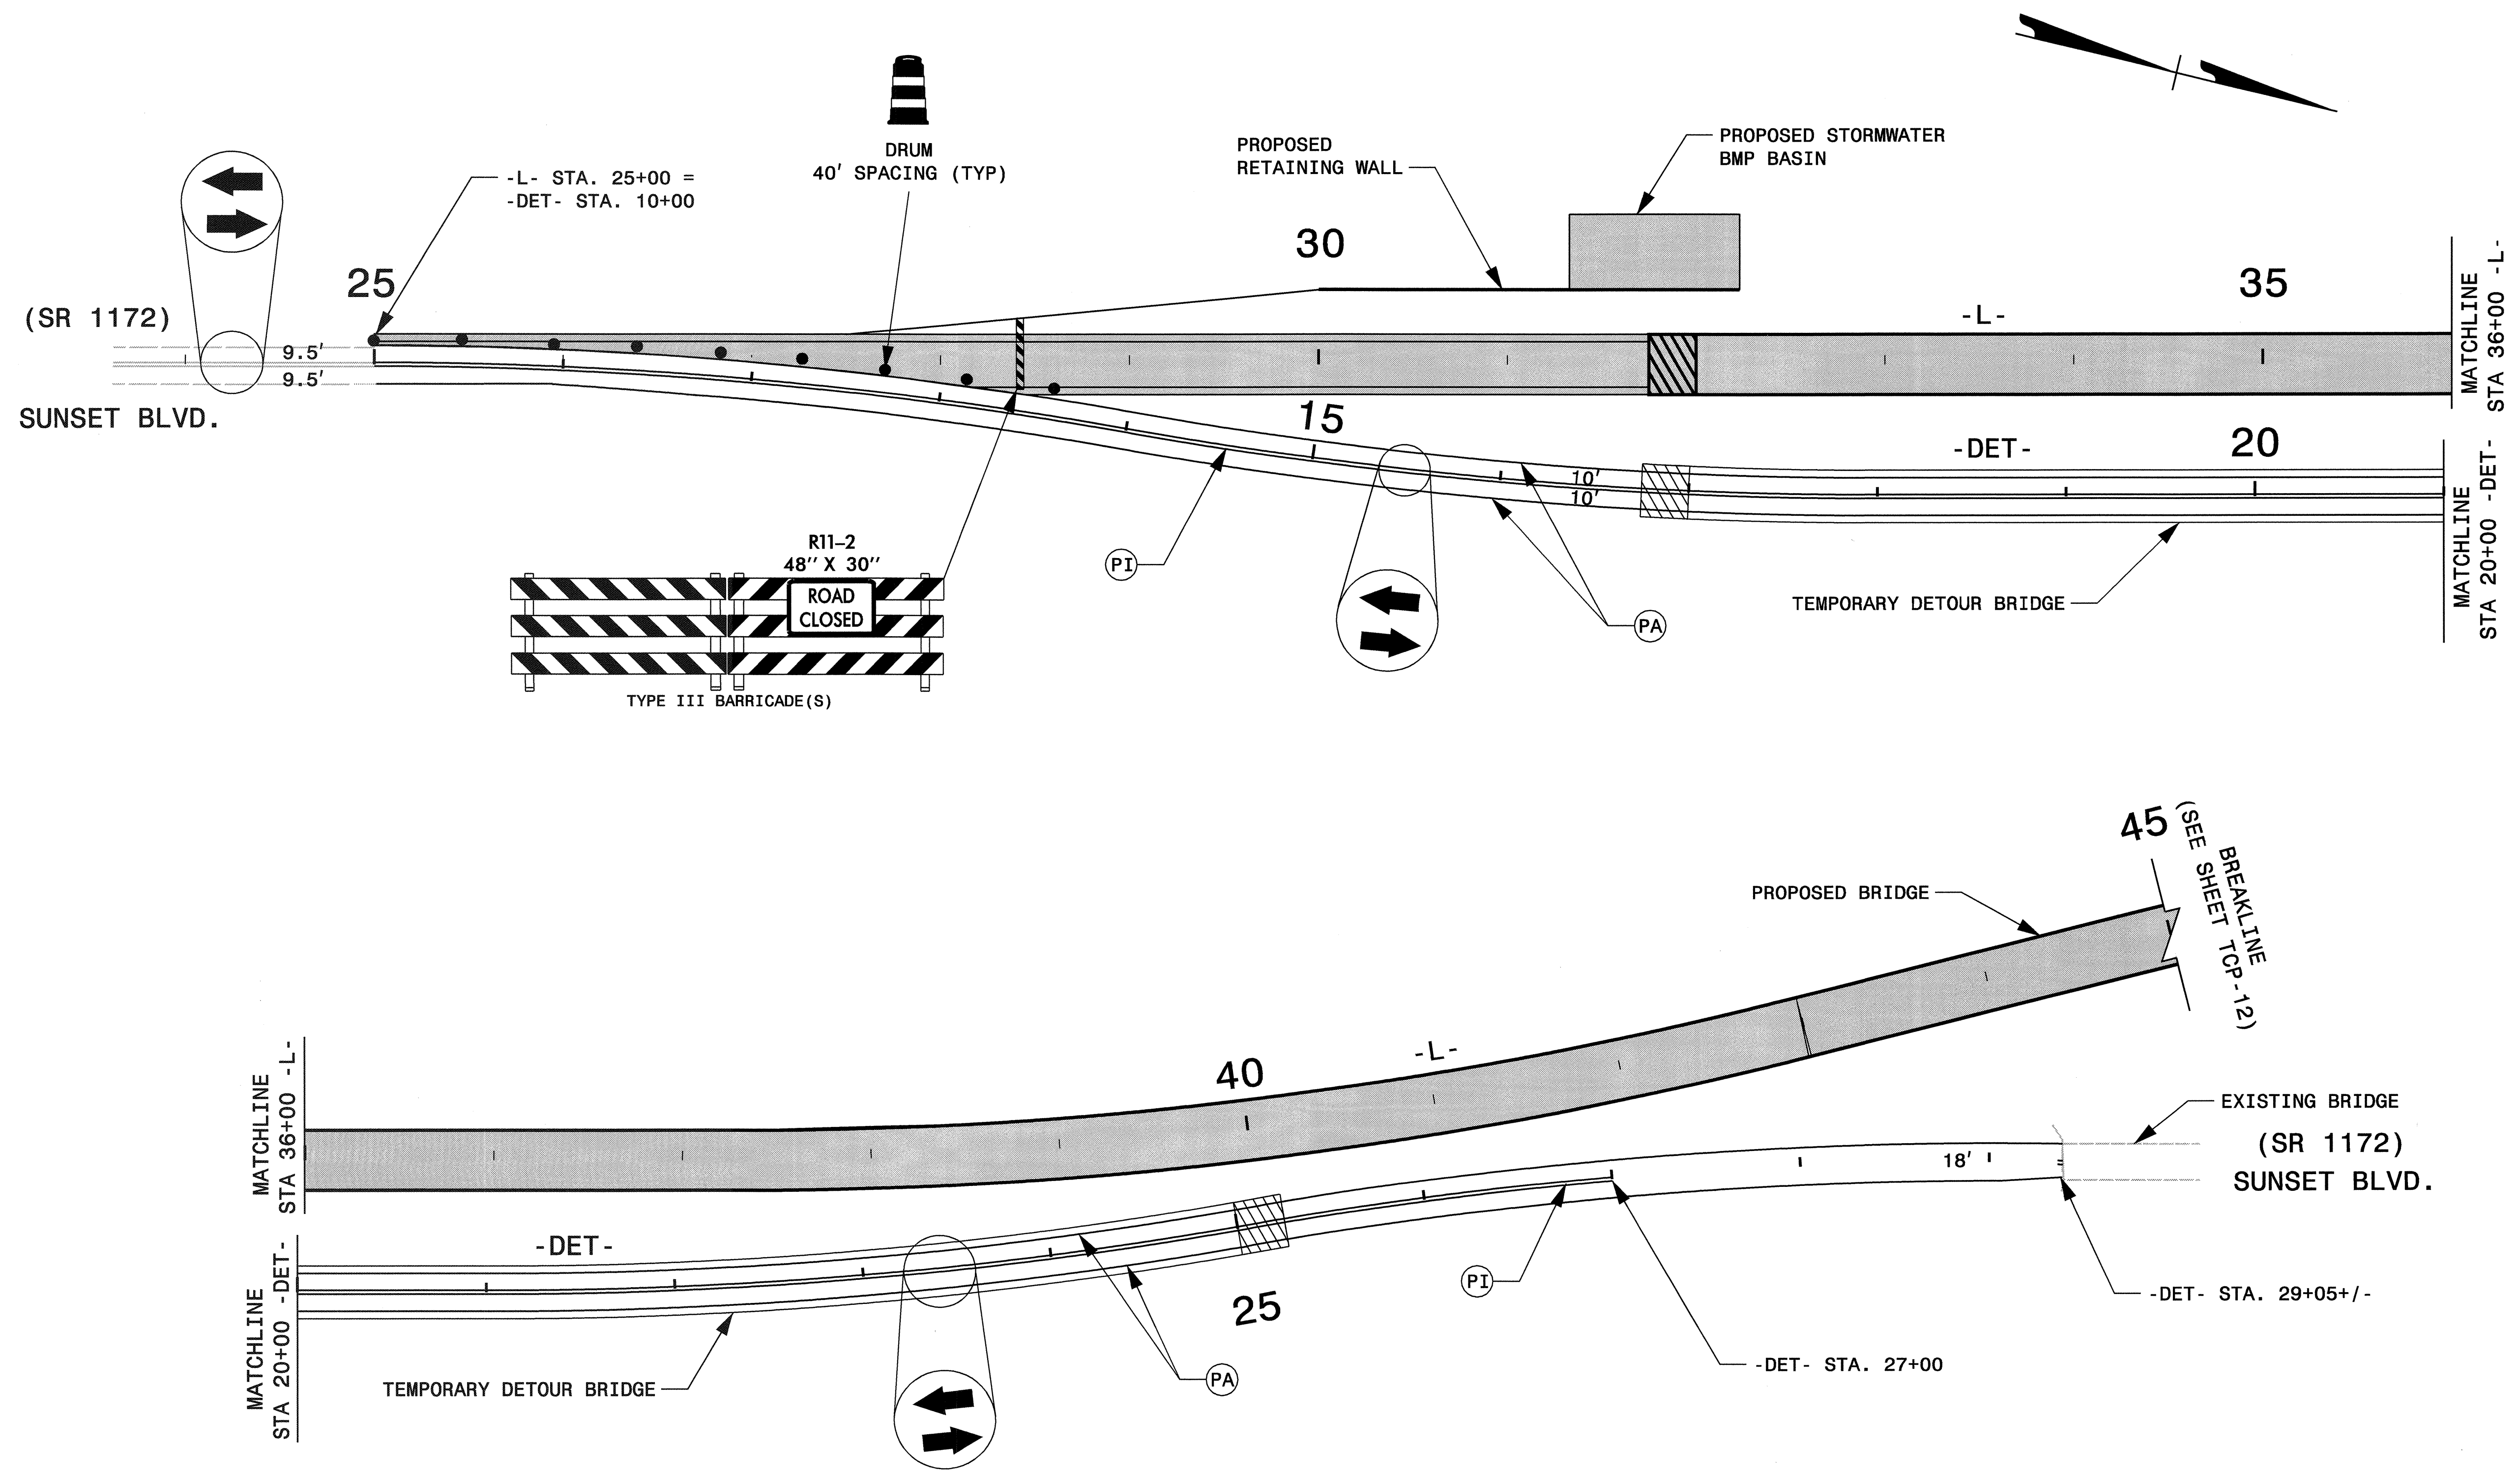 DRUM
40' SPACING (TYP)
-L- STA. 25+00 =
-DET- STA. 10+00
PROPOSED
RETAINING WALL
PROPOSED STORMWATER
BMP BASIN
25
30
35
-L-
MATCHLINE
STA 36+00 -L-
(SR 1172)
9.5'
9.5'
SUNSET BLVD.
15
10'
10'
-DET-
20
MATCHLINE
STA 20+00 -DET-
PI
PA
TEMPORARY DETOUR BRIDGE
R11–2
48" X 30"
ROAD
CLOSED
TYPE III BARRICADE(S)
45
BREAKLINE
(SEE SHEET TCP-12)
PROPOSED BRIDGE
MATCHLINE
STA 36+00 -L-
40
-L-
EXISTING BRIDGE
(SR 1172)
SUNSET BLVD.
18'
-DET-
MATCHLINE
STA 20+00 -DET-
25
PI
-DET- STA. 29+05+/-
-DET- STA. 27+00
PA
TEMPORARY DETOUR BRIDGE